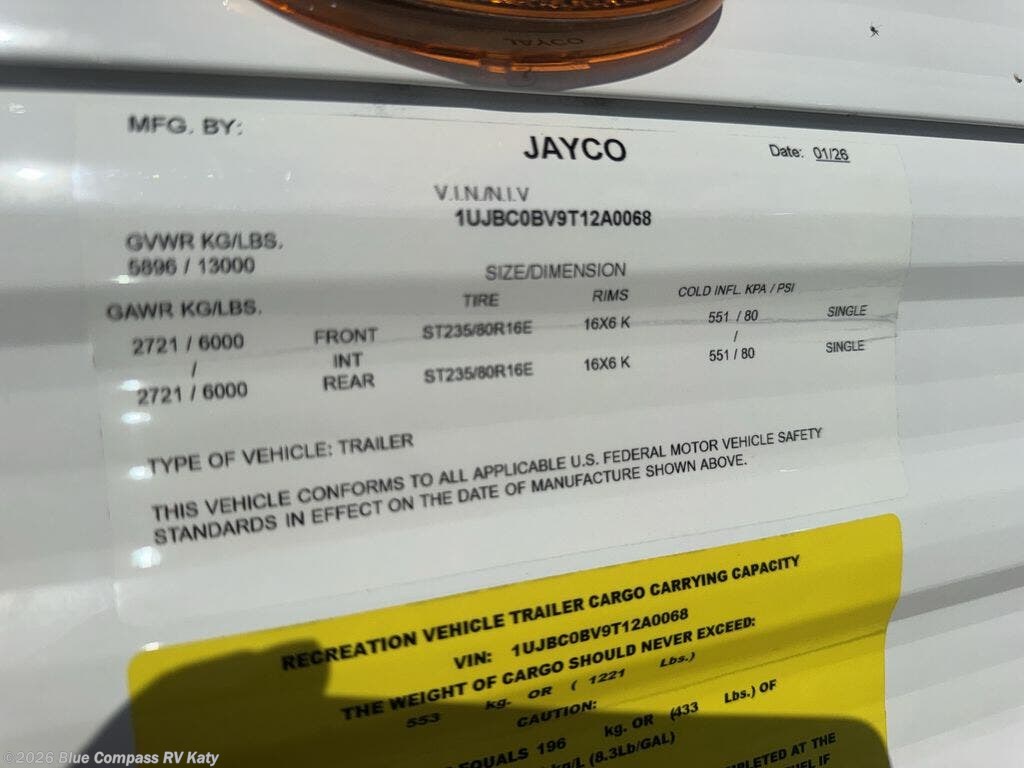 JAYCO
MFG. BY:
JAYCO
Date: 01/26
V.I.N./N.I.V
1UJBC0BV9T12A0068
GVWR KG/LBS.
5896 / 13000
SIZE/DIMENSION
GAWR KG/LBS. TIRE RIMS COLD INFL. KPA / PSI
2721 / 6000 FRONT ST235/80R16E 16X6 K 551 / 80 SINGLE
/ INT /
2721 / 6000 REAR ST235/80R16E 16X6 K 551 / 80 SINGLE
TYPE OF VEHICLE: TRAILER
THIS VEHICLE CONFORMS TO ALL APPLICABLE U.S. FEDERAL MOTOR VEHICLE SAFETY
STANDARDS IN EFFECT ON THE DATE OF MANUFACTURE SHOWN ABOVE.
RECREATION VEHICLE TRAILER CARGO CARRYING CAPACITY
VIN: 1UJBC0BV9T12A0068
THE WEIGHT OF CARGO SHOULD NEVER EXCEED:
553 kg. OR ( 1221 Lbs.)
CAUTION:
EQUALS 196 kg. OR (433 Lbs.) OF
(8.3Lb/GAL)
AT THE
IF
©2026 Blue Compass RV Katy